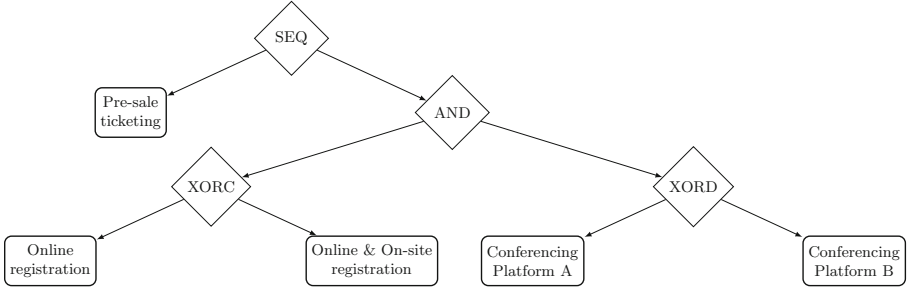 SEQ
Pre-sale
ticketing
AND
XORC
XORD
Online
registration
Online & On-site
registration
Conferencing
Platform A
Conferencing
Platform B